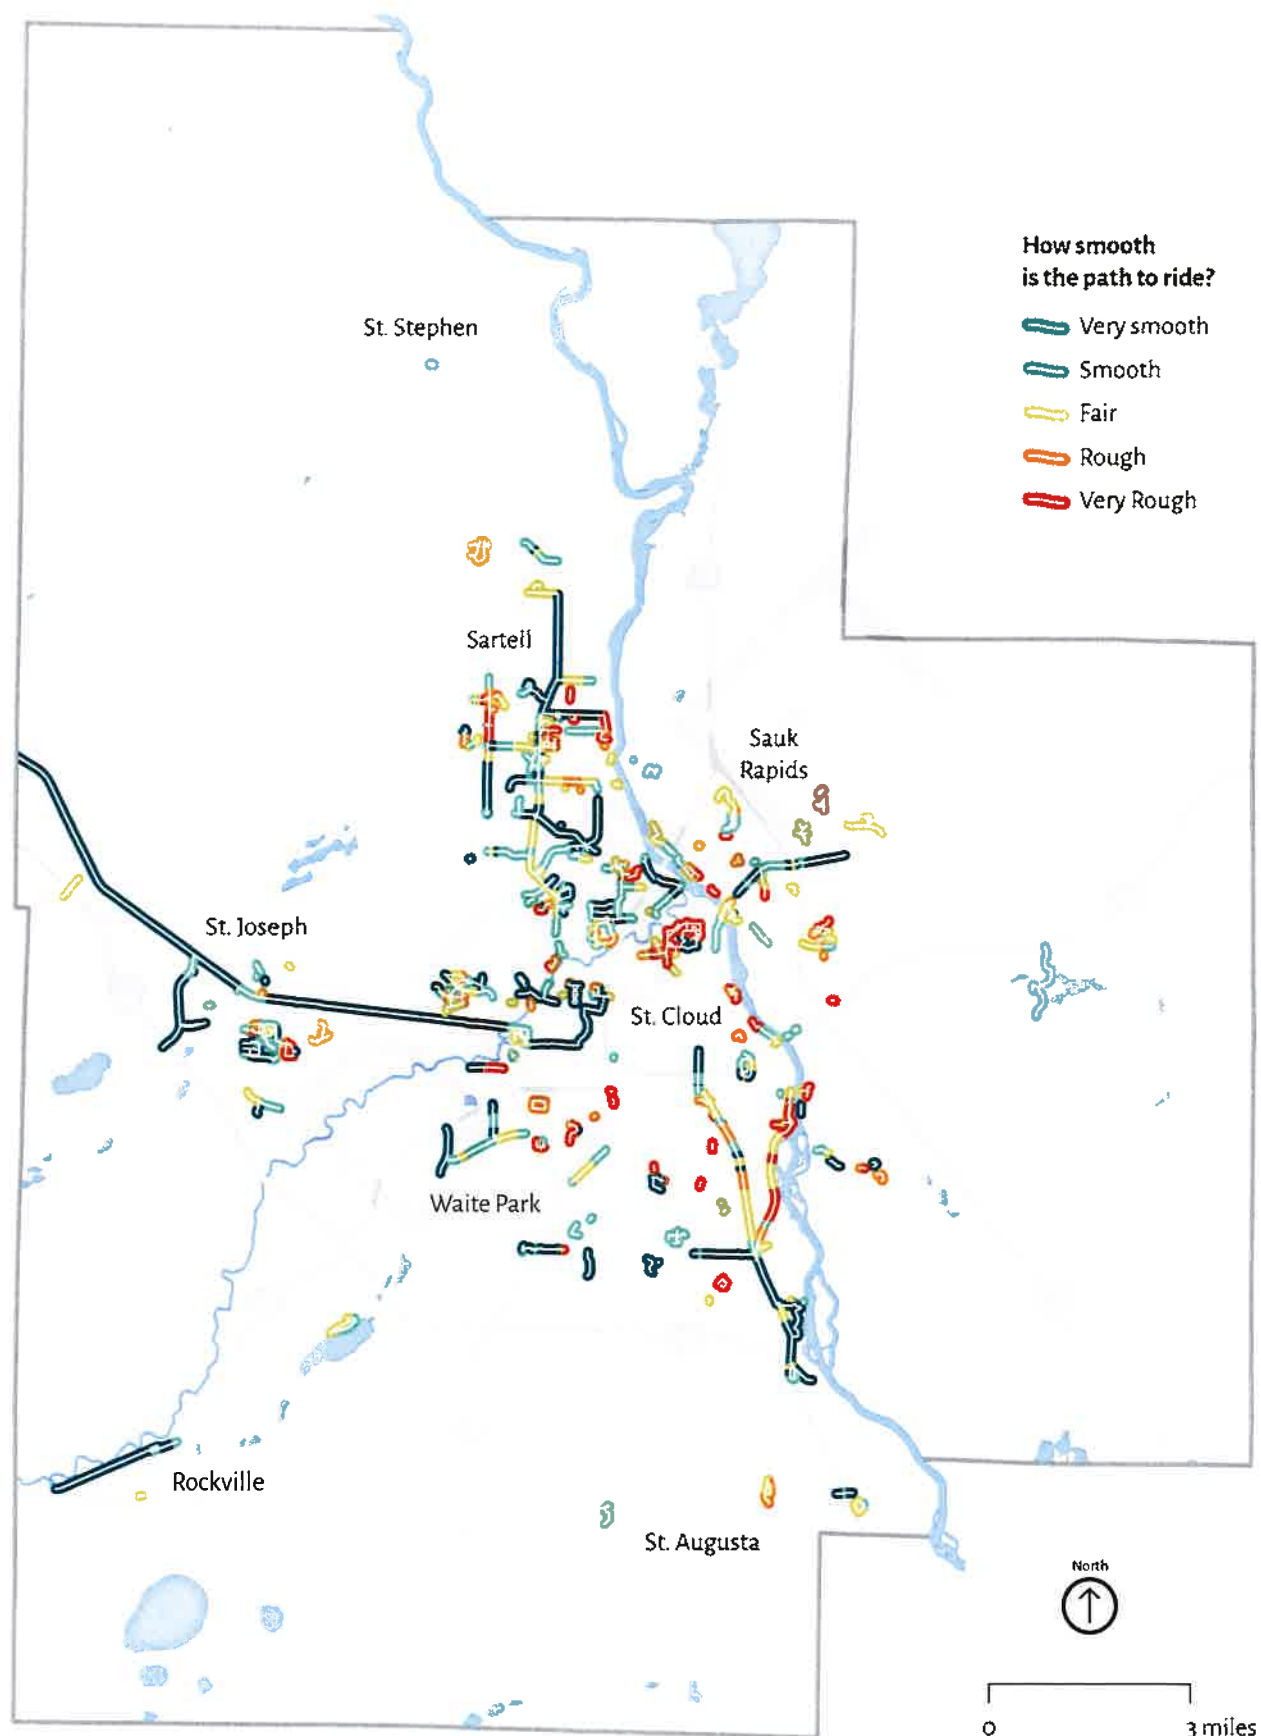 How smooth
is the path to ride?
Very smooth
Smooth
Fair
Rough
Very Rough
St. Stephen
Sartell
Sauk
Rapids
St. Joseph
St. Cloud
Waite Park
Rockville
St. Augusta
North
0 3 miles